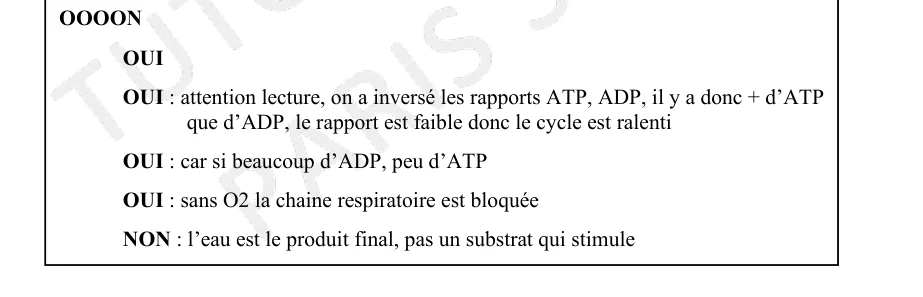 OOOON
OUI
OUI : attention lecture, on a inversé les rapports ATP, ADP, il y a donc + d’ATP
que d’ADP, le rapport est faible donc le cycle est ralenti
OUI : car si beaucoup d’ADP, peu d’ATP
OUI : sans O2 la chaine respiratoire est bloquée
NON : l’eau est le produit final, pas un substrat qui stimule
PARIS